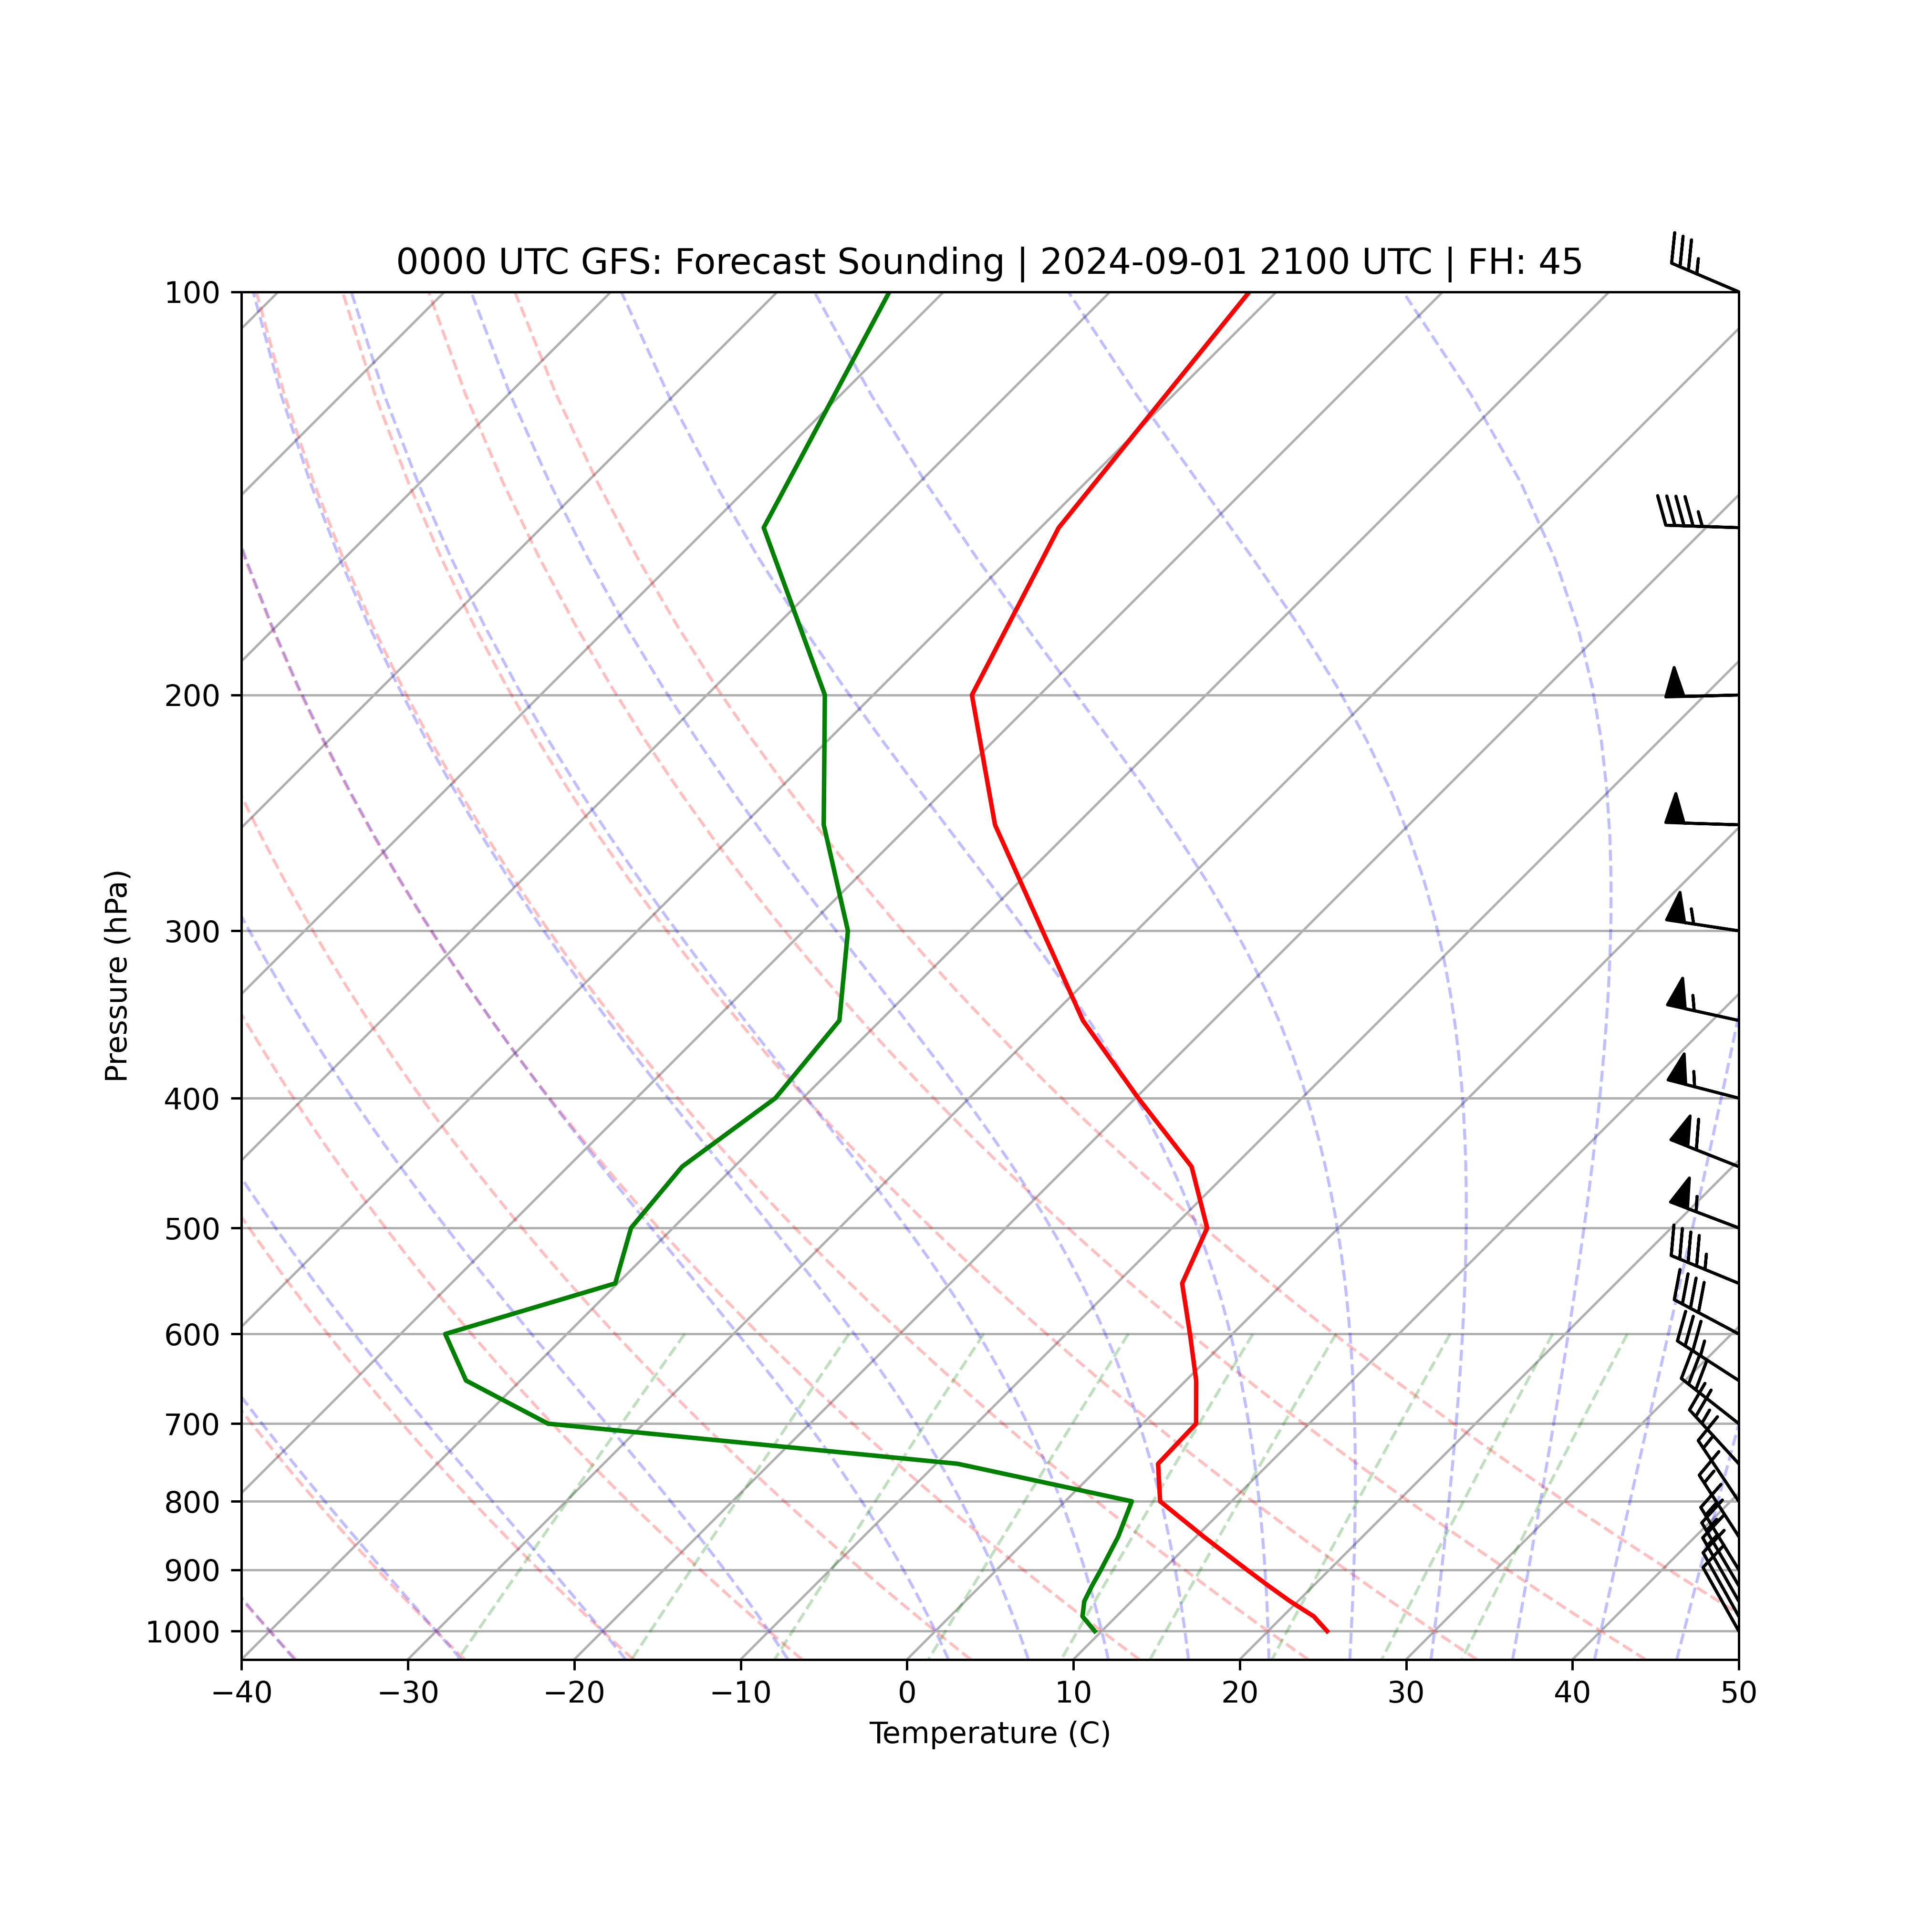 0000 UTC GFS: Forecast Sounding | 2024-09-01 2100 UTC | FH: 45
100
200
300
400
500
600
700
800
900
1000
Pressure (hPa)
−40 −30 −20 −10 0 10 20 30 40 50
Temperature (C)